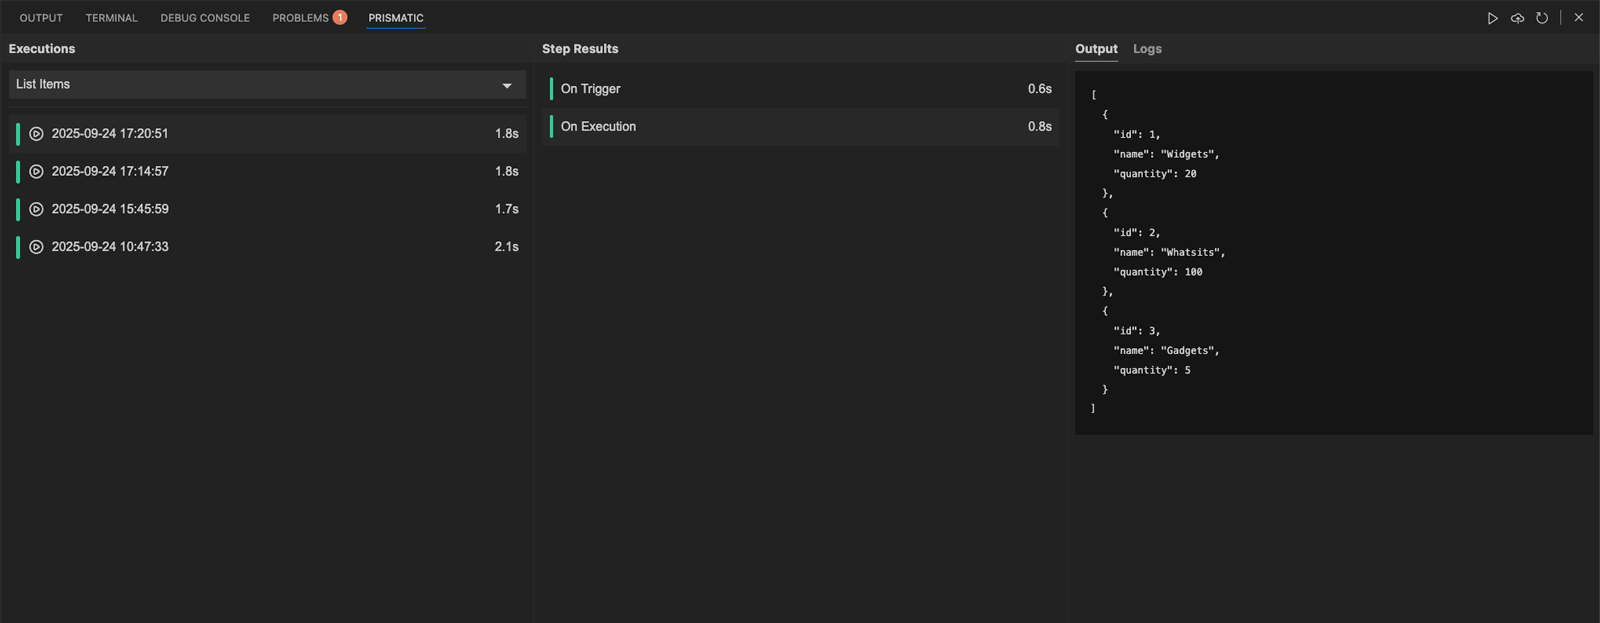 OUTPUT TERMINAL DEBUG CONSOLE PROBLEMS 1 PRISMATIC
Executions
List Items
2025-09-24 17:20:51 1.8s
2025-09-24 17:14:57 1.8s
2025-09-24 15:45:59 1.7s
2025-09-24 10:47:33 2.1s
Step Results
On Trigger 0.6s
On Execution 0.8s
Output Logs
[
  {
    "id": 1,
    "name": "Widgets",
    "quantity": 20
  },
  {
    "id": 2,
    "name": "Whatsits",
    "quantity": 100
  },
  {
    "id": 3,
    "name": "Gadgets",
    "quantity": 5
  }
]